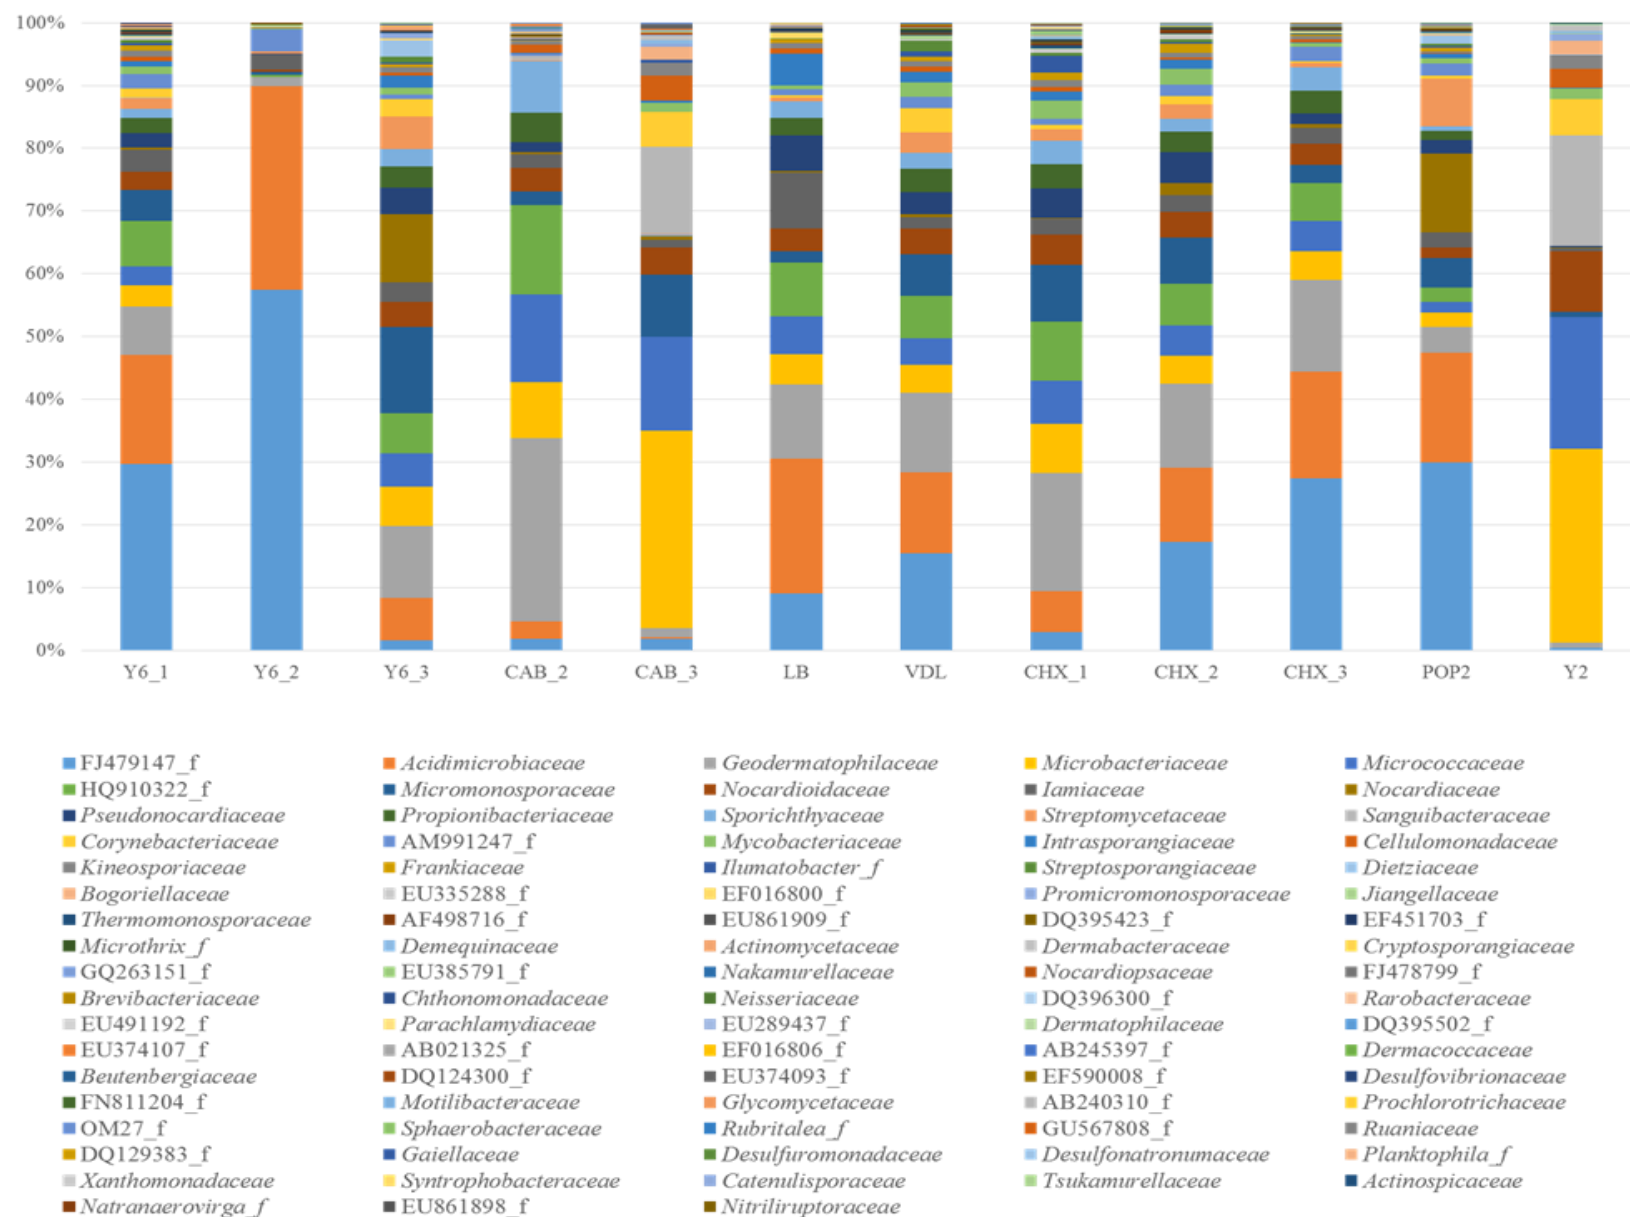 100%
90%
80%
70%
60%
50%
40%
30%
20%
10%
0%
Y6_1 Y6_2 Y6_3 CAB_2 CAB_3 LB VDL CHX_1 CHX_2 CHX_3 POP2 Y2
FJ479147_f Acidimicrobiaceae Geodermatophilaceae Microbacteriaceae Micrococcaceae
HQ910322_f Micromonosporaceae Nocardioidaceae Iamiaceae Nocardiaceae
Pseudonocardiaceae Propionibacteriaceae Sporichthyaceae Streptomycetaceae Sanguibacteraceae
Corynebacteriaceae AM991247_f Mycobacteriaceae Intrasporangiaceae Cellulomonadaceae
Kineosporiaceae Frankiaceae Ilumatobacter_f Streptosporangiaceae Dietziaceae
Bogoriellaceae EU335288_f EF016800_f Promicromonosporaceae Jiangellaceae
Thermomonosporaceae AF498716_f EU861909_f DQ395423_f EF451703_f
Microthrix_f Demequinaceae Actinomycetaceae Dermabacteraceae Cryptosporangiaceae
GQ263151_f EU385791_f Nakamurellaceae Nocardiopsaceae FJ478799_f
Brevibacteriaceae Chthonomonadaceae Neisseriaceae DQ396300_f Rarobacteraceae
EU491192_f Parachlamydiaceae EU289437_f Dermatophilaceae DQ395502_f
EU374107_f AB021325_f EF016806_f AB245397_f Dermacoccaceae
Beutenbergiaceae DQ124300_f EU374093_f EF590008_f Desulfovibrionaceae
FN811204_f Motilibacteraceae Glycomycetaceae AB240310_f Prochlorotrichaceae
OM27_f Sphaerobacteraceae Rubritalea_f GU567808_f Ruaniaceae
DQ129383_f Gaiellaceae Desulfuromonadaceae Desulfonatronumaceae Planktophila_f
Xanthomonadaceae Syntrophobacteraceae Catenulisporaceae Tsukamurellaceae Actinospicaceae
Natranaerovirga_f EU861898_f Nitriliruptoraceae